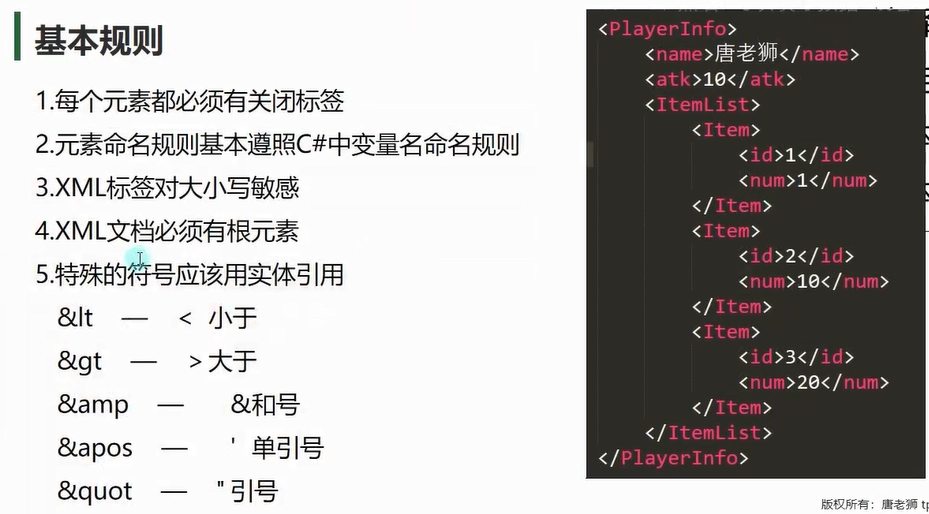 基本规则
1.每个元素都必须有关闭标签
2.元素命名规则基本遵照C#中变量名命名规则
3.XML标签对大小写敏感
4.XML文档必须有根元素
5.特殊的符号应该用实体引用
&lt — < 小于
&gt — > 大于
&amp — &和号
&apos — ' 单引号
&quot — " 引号
<PlayerInfo>
<name>唐老狮</name>
<atk>10</atk>
<ItemList>
<Item>
<id>1</id>
<num>1</num>
</Item>
<Item>
<id>2</id>
<num>10</num>
</Item>
<Item>
<id>3</id>
<num>20</num>
</Item>
</ItemList>
</PlayerInfo>
版权所有：唐老狮 tp